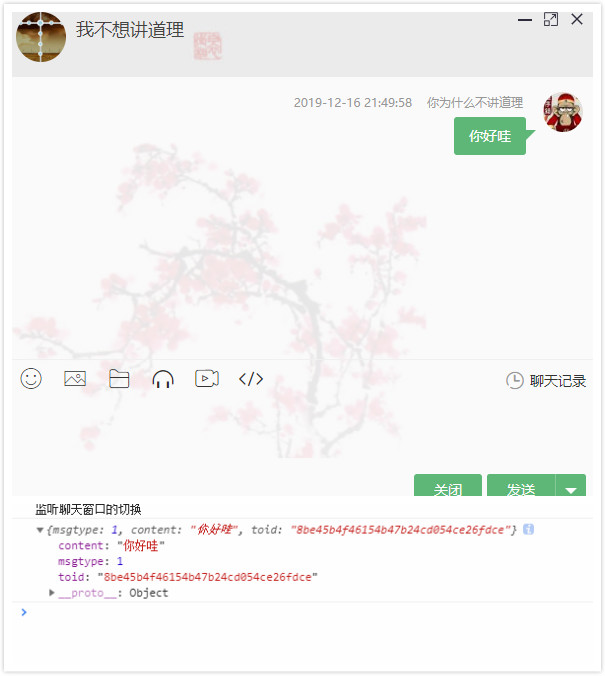 我不想讲道理
2019-12-16 21:49:58 你为什么不讲道理
你好哇
聊天记录
关闭 发送
监听聊天窗口的切换
{msgtype: 1, content: "你好哇", toid: "8be45b4f46154b47b24cd054ce26fdce"}
content: "你好哇"
msgtype: 1
toid: "8be45b4f46154b47b24cd054ce26fdce"
__proto__: Object